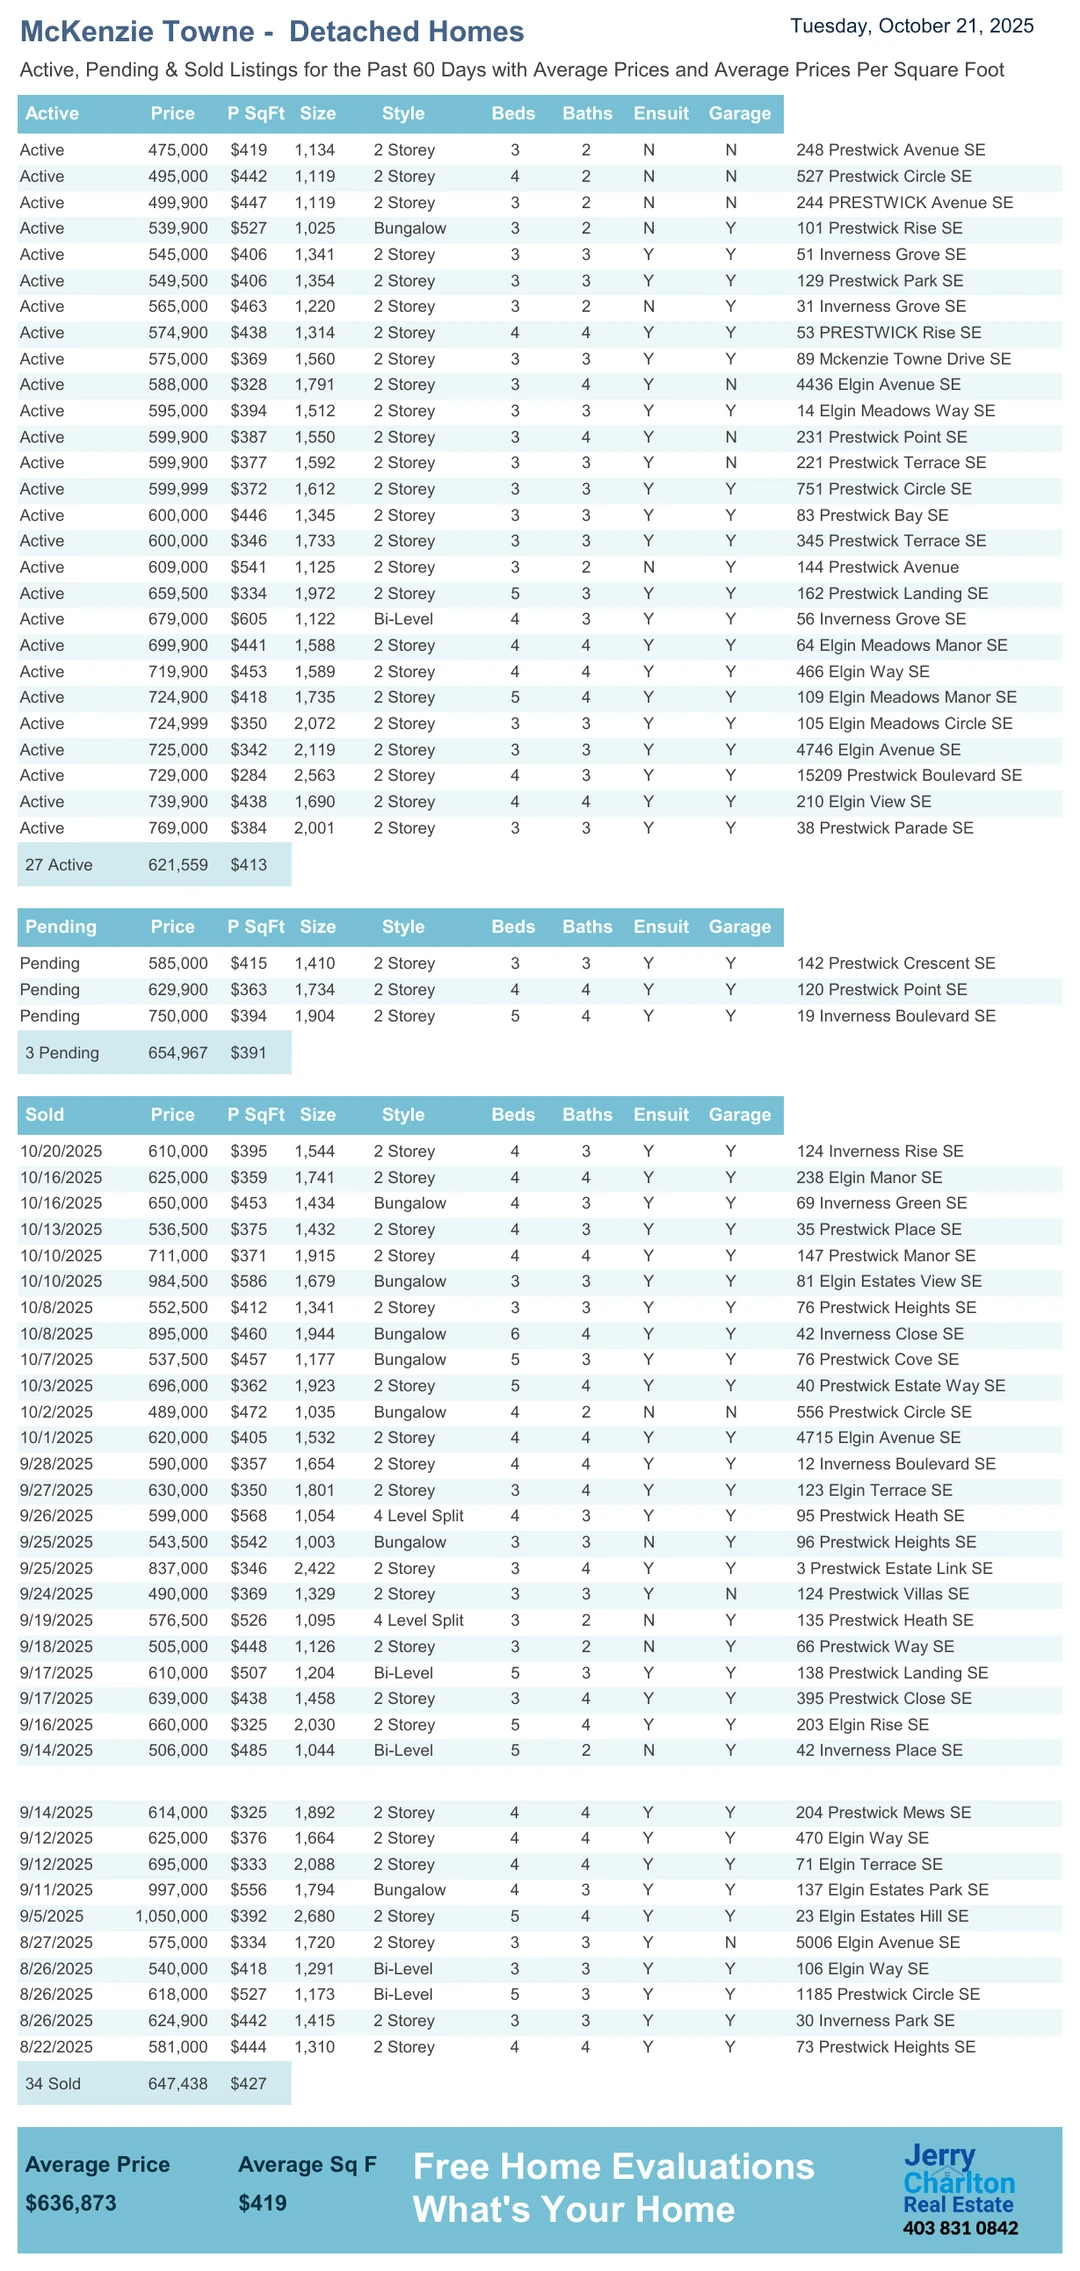 McKenzie Towne - Detached Homes Tuesday, October 21, 2025
Active, Pending & Sold Listings for the Past 60 Days with Average Prices and Average Prices Per Square Foot
Active Price P SqFt Size Style Beds Baths Ensuit Garage
Active 475,000 $419 1,134 2 Storey 3 2 N N 248 Prestwick Avenue SE
Active 495,000 $442 1,119 2 Storey 4 2 N N 527 Prestwick Circle SE
Active 499,900 $447 1,119 2 Storey 3 2 N N 244 PRESTWICK Avenue SE
Active 539,900 $527 1,025 Bungalow 3 2 N Y 101 Prestwick Rise SE
Active 545,000 $406 1,341 2 Storey 3 3 Y Y 51 Inverness Grove SE
Active 549,500 $406 1,354 2 Storey 3 3 Y Y 129 Prestwick Park SE
Active 565,000 $463 1,220 2 Storey 3 2 N Y 31 Inverness Grove SE
Active 574,900 $438 1,314 2 Storey 4 4 Y Y 53 PRESTWICK Rise SE
Active 575,000 $369 1,560 2 Storey 3 3 Y Y 89 Mckenzie Towne Drive SE
Active 588,000 $328 1,791 2 Storey 3 4 Y N 4436 Elgin Avenue SE
Active 595,000 $394 1,512 2 Storey 3 3 Y Y 14 Elgin Meadows Way SE
Active 599,900 $387 1,550 2 Storey 3 4 Y N 231 Prestwick Point SE
Active 599,900 $377 1,592 2 Storey 3 3 Y N 221 Prestwick Terrace SE
Active 599,999 $372 1,612 2 Storey 3 3 Y Y 751 Prestwick Circle SE
Active 600,000 $446 1,345 2 Storey 3 3 Y Y 83 Prestwick Bay SE
Active 600,000 $346 1,733 2 Storey 3 3 Y Y 345 Prestwick Terrace SE
Active 609,000 $541 1,125 2 Storey 3 2 N Y 144 Prestwick Avenue
Active 659,500 $334 1,972 2 Storey 5 3 Y Y 162 Prestwick Landing SE
Active 679,000 $605 1,122 Bi-Level 4 3 Y Y 56 Inverness Grove SE
Active 699,900 $441 1,588 2 Storey 4 4 Y Y 64 Elgin Meadows Manor SE
Active 719,900 $453 1,589 2 Storey 4 4 Y Y 466 Elgin Way SE
Active 724,900 $418 1,735 2 Storey 5 4 Y Y 109 Elgin Meadows Manor SE
Active 724,999 $350 2,072 2 Storey 3 3 Y Y 105 Elgin Meadows Circle SE
Active 725,000 $342 2,119 2 Storey 3 3 Y Y 4746 Elgin Avenue SE
Active 729,000 $284 2,563 2 Storey 4 3 Y Y 15209 Prestwick Boulevard SE
Active 739,900 $438 1,690 2 Storey 4 4 Y Y 210 Elgin View SE
Active 769,000 $384 2,001 2 Storey 3 3 Y Y 38 Prestwick Parade SE
27 Active 621,559 $413
Pending Price P SqFt Size Style Beds Baths Ensuit Garage
Pending 585,000 $415 1,410 2 Storey 3 3 Y Y 142 Prestwick Crescent SE
Pending 629,900 $363 1,734 2 Storey 4 4 Y Y 120 Prestwick Point SE
Pending 750,000 $394 1,904 2 Storey 5 4 Y Y 19 Inverness Boulevard SE
3 Pending 654,967 $391
Sold Price P SqFt Size Style Beds Baths Ensuit Garage
10/20/2025 610,000 $395 1,544 2 Storey 4 3 Y Y 124 Inverness Rise SE
10/16/2025 625,000 $359 1,741 2 Storey 4 4 Y Y 238 Elgin Manor SE
10/16/2025 650,000 $453 1,434 Bungalow 4 3 Y Y 69 Inverness Green SE
10/13/2025 536,500 $375 1,432 2 Storey 4 3 Y Y 35 Prestwick Place SE
10/10/2025 711,000 $371 1,915 2 Storey 4 4 Y Y 147 Prestwick Manor SE
10/10/2025 984,500 $586 1,679 Bungalow 3 3 Y Y 81 Elgin Estates View SE
10/8/2025 552,500 $412 1,341 2 Storey 3 3 Y Y 76 Prestwick Heights SE
10/8/2025 895,000 $460 1,944 Bungalow 6 4 Y Y 42 Inverness Close SE
10/7/2025 537,500 $457 1,177 Bungalow 5 3 Y Y 76 Prestwick Cove SE
10/3/2025 696,000 $362 1,923 2 Storey 5 4 Y Y 40 Prestwick Estate Way SE
10/2/2025 489,000 $472 1,035 Bungalow 4 2 N N 556 Prestwick Circle SE
10/1/2025 620,000 $405 1,532 2 Storey 4 4 Y Y 4715 Elgin Avenue SE
9/28/2025 590,000 $357 1,654 2 Storey 4 4 Y Y 12 Inverness Boulevard SE
9/27/2025 630,000 $350 1,801 2 Storey 3 4 Y Y 123 Elgin Terrace SE
9/26/2025 599,000 $568 1,054 4 Level Split 4 3 Y Y 95 Prestwick Heath SE
9/25/2025 543,500 $542 1,003 Bungalow 3 3 N Y 96 Prestwick Heights SE
9/25/2025 837,000 $346 2,422 2 Storey 3 4 Y Y 3 Prestwick Estate Link SE
9/24/2025 490,000 $369 1,329 2 Storey 3 3 Y N 124 Prestwick Villas SE
9/19/2025 576,500 $526 1,095 4 Level Split 3 2 N Y 135 Prestwick Heath SE
9/18/2025 505,000 $448 1,126 2 Storey 3 2 N Y 66 Prestwick Way SE
9/17/2025 610,000 $507 1,204 Bi-Level 5 3 Y Y 138 Prestwick Landing SE
9/17/2025 639,000 $438 1,458 2 Storey 3 4 Y Y 395 Prestwick Close SE
9/16/2025 660,000 $325 2,030 2 Storey 5 4 Y Y 203 Elgin Rise SE
9/14/2025 506,000 $485 1,044 Bi-Level 5 2 N Y 42 Inverness Place SE
9/14/2025 614,000 $325 1,892 2 Storey 4 4 Y Y 204 Prestwick Mews SE
9/12/2025 625,000 $376 1,664 2 Storey 4 4 Y Y 470 Elgin Way SE
9/12/2025 695,000 $333 2,088 2 Storey 4 4 Y Y 71 Elgin Terrace SE
9/11/2025 997,000 $556 1,794 Bungalow 4 3 Y Y 137 Elgin Estates Park SE
9/5/2025 1,050,000 $392 2,680 2 Storey 5 4 Y Y 23 Elgin Estates Hill SE
8/27/2025 575,000 $334 1,720 2 Storey 3 3 Y N 5006 Elgin Avenue SE
8/26/2025 540,000 $418 1,291 Bi-Level 3 3 Y Y 106 Elgin Way SE
8/26/2025 618,000 $527 1,173 Bi-Level 5 3 Y Y 1185 Prestwick Circle SE
8/26/2025 624,900 $442 1,415 2 Storey 3 3 Y Y 30 Inverness Park SE
8/22/2025 581,000 $444 1,310 2 Storey 4 4 Y Y 73 Prestwick Heights SE
34 Sold 647,438 $427
Average Price Average Sq F
$636,873 $419
Free Home Evaluations
What's Your Home
Jerry
Charlton
Real Estate
403 831 0842